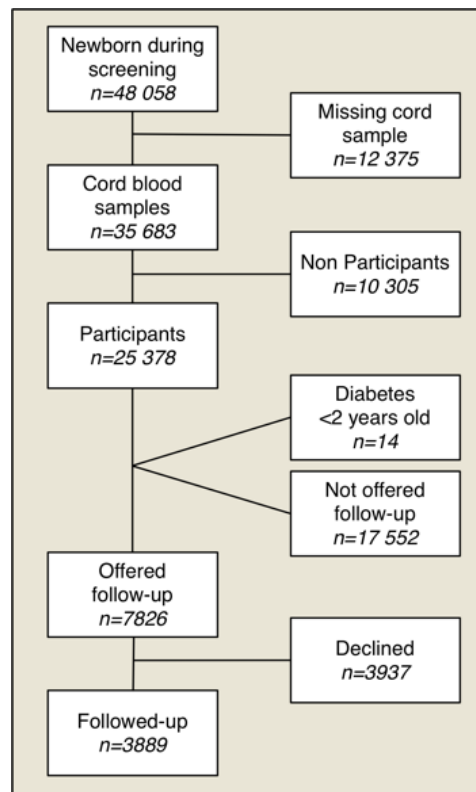 Newborn during
screening
n=48 058
Missing cord
sample
n=12 375
Cord blood
samples
n=35 683
Non Participants
n=10 305
Participants
n=25 378
Diabetes
<2 years old
n=14
Not offered
follow-up
n=17 552
Offered
follow-up
n=7826
Declined
n=3937
Followed-up
n=3889